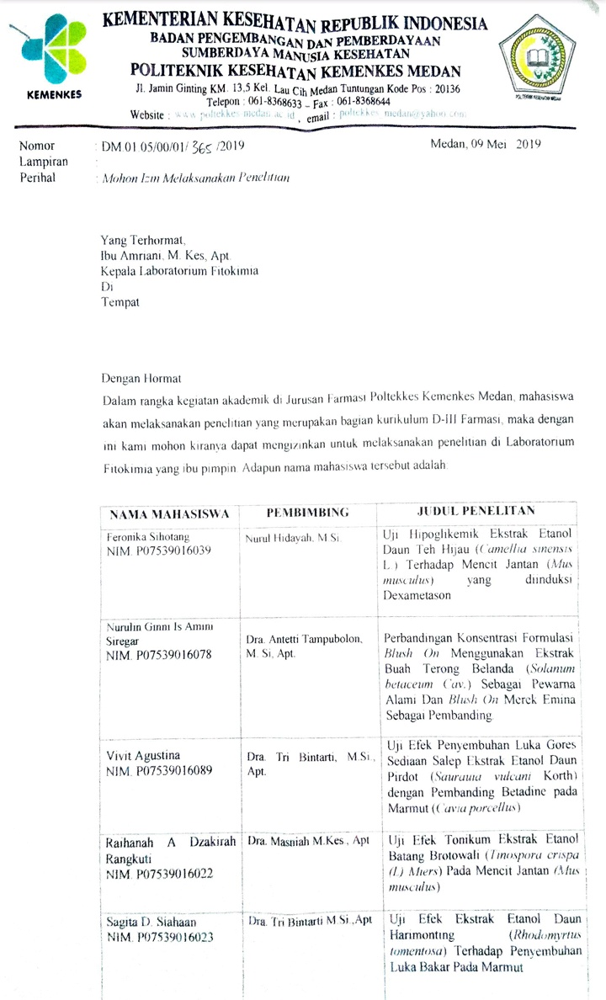 KEMENTERIAN KESEHATAN REPUBLIK INDONESIA
BADAN PENGEMBANGAN DAN PEMBERDAYAAN
SUMBERDAYA MANUSIA KESEHATAN
POLITEKNIK KESEHATAN KEMENKES MEDAN
Jl. Jamin Ginting KM. 13,5 Kel. Lau Cih Medan Tuntungan Kode Pos : 20136
Telepon : 061-8368633 – Fax : 061-8368644
Website : www.poltekkes-medan.ac.id , email : poltekkes_medan@yahoo.com
KEMENKES
POLTEKKES KEMENKES MEDAN
Nomor : DM.01.05/00/01/ 365 /2019
Medan, 09 Mei 2019
Lampiran :
Perihal : Mohon Izin Melaksanakan Penelitian
Yang Terhormat,
Ibu Amriani, M. Kes, Apt.
Kepala Laboratorium Fitokimia
Di
Tempat
Dengan Hormat
Dalam rangka kegiatan akademik di Jurusan Farmasi Poltekkes Kemenkes Medan, mahasiswa
akan melaksanakan penelitian yang merupakan bagian kurikulum D-III Farmasi, maka dengan
ini kami mohon kiranya dapat mengizinkan untuk melaksanakan penelitian di Laboratorium
Fitokimia yang ibu pimpin. Adapun nama mahasiswa tersebut adalah:
NAMA MAHASISWA
PEMBIMBING
JUDUL PENELITAN
Feronika Sihotang
NIM. P07539016039
Nurul Hidayah, M.Si.
Uji Hipoglikemik Ekstrak Etanol
Daun Teh Hijau (Camellia sinensis
L.) Terhadap Mencit Jantan (Mus
musculus) yang diinduksi
Dexametason
Nurulin Ginni Is Amini
Siregar
NIM. P07539016078
Dra. Antetti Tampubolon,
M. Si, Apt.
Perbandingan Konsentrasi Formulasi
Blush On Menggunakan Ekstrak
Buah Terong Belanda (Solanum
betaceum Cav.) Sebagai Pewarna
Alami Dan Blush On Merek Emina
Sebagai Pembanding.
Vivit Agustina
NIM. P07539016089
Dra. Tri Bintarti, M.Si.,
Apt.
Uji Efek Penyembuhan Luka Gores
Sediaan Salep Ekstrak Etanol Daun
Pirdot (Saurauia vulcani Korth)
dengan Pembanding Betadine pada
Marmut ((Cavia porcellus)
Raihanah A Dzakirah
Rangkuti
NIM. P07539016022
Dra. Masniah M.Kes., Apt
Uji Efek Tonikum Ekstrak Etanol
Batang Brotowali (Tinospora crispa
(L) Miers) Pada Mencit Jantan (Mus
musculus)
Sagita D. Siahaan
NIM. P07539016023
Dra. Tri Bintarti M.Si.,Apt
Uji Efek Ekstrak Etanol Daun
Harimonting (Rhodomyrtus
tomentosa) Terhadap Penyembuhan
Luka Bakar Pada Marmut